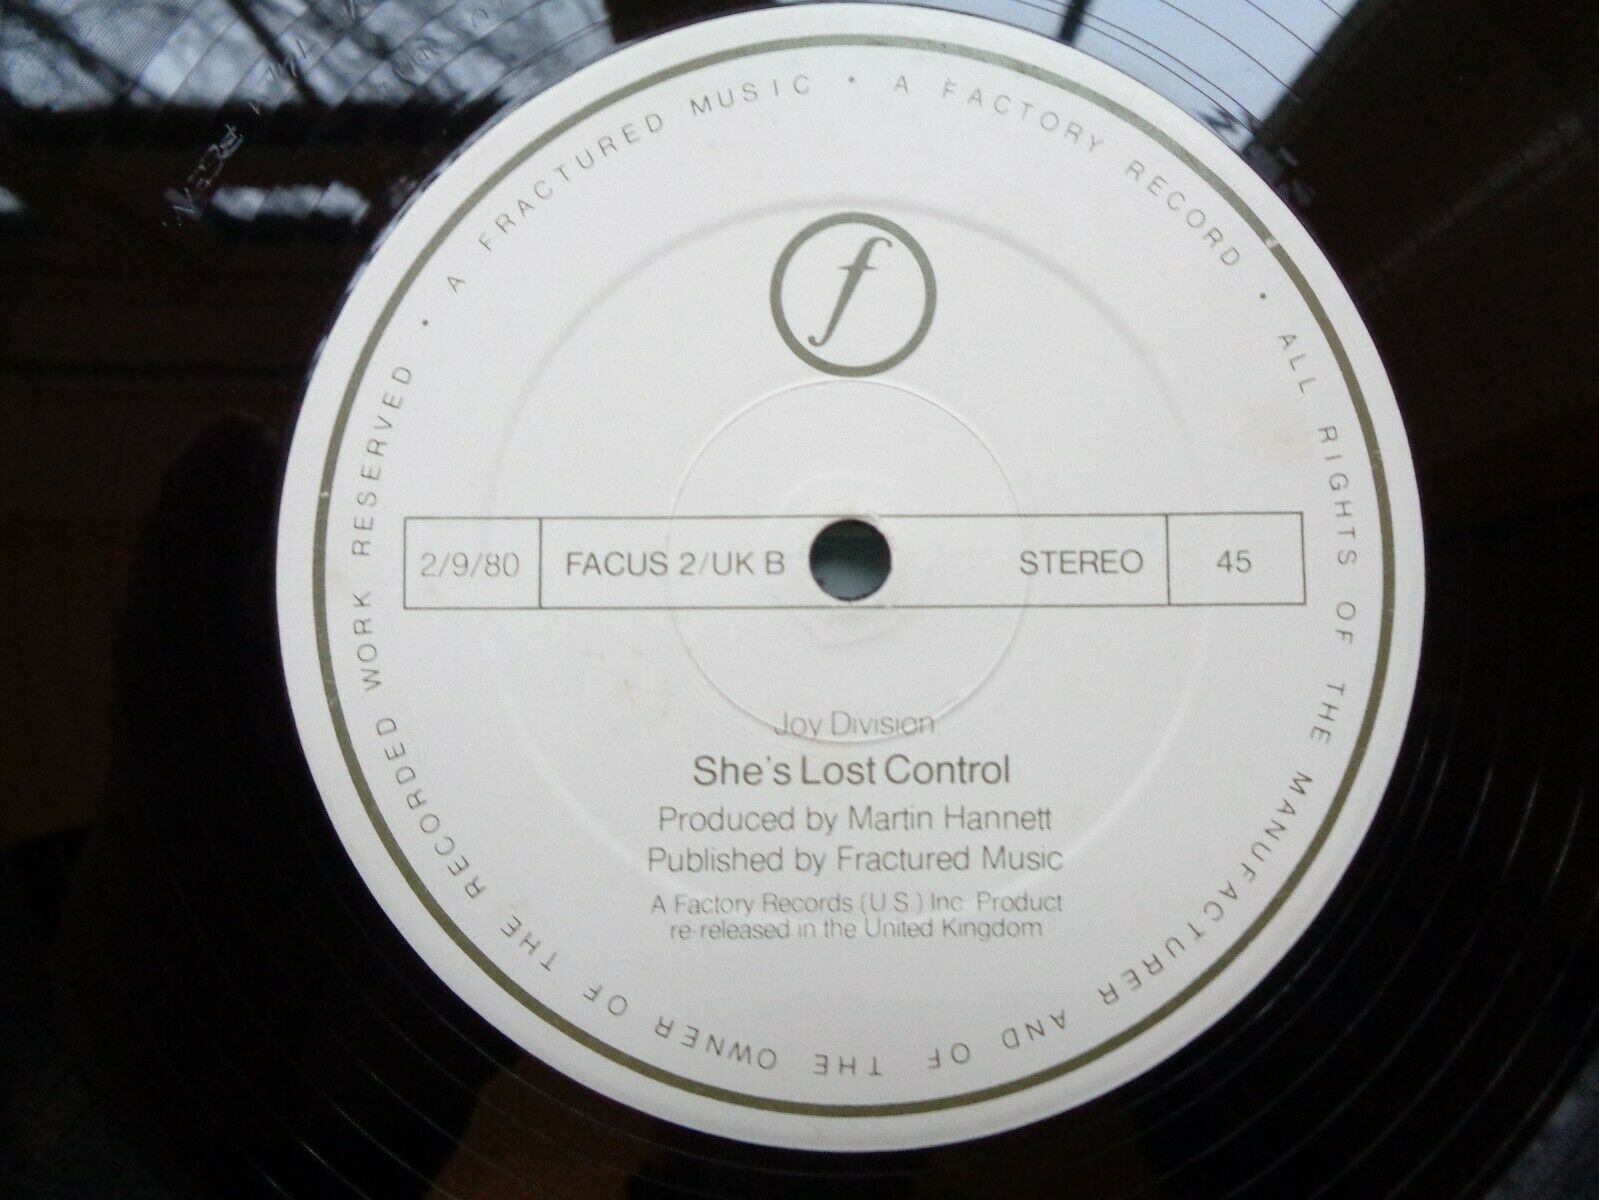 A FRACTURED MUSIC • A FACTORY RECORD • ALL RIGHTS OF THE MANUFACTURER AND OF THE OWNER OF THE RECORDED WORK RESERVED •
f
2/9/80 FACUS 2/UK B STEREO 45
Joy Division
She's Lost Control
Produced by Martin Hannett
Published by Fractured Music
A Factory Records (U.S.) Inc. Product
re-released in the United Kingdom